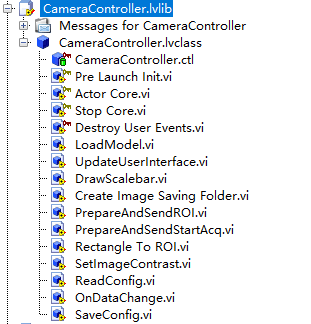 CameraController.lvlib
Messages for CameraController
CameraController.lvclass
CameraController.ctl
Pre Launch Init.vi
Actor Core.vi
Stop Core.vi
Destroy User Events.vi
LoadModel.vi
UpdateUserInterface.vi
DrawScalebar.vi
Create Image Saving Folder.vi
PrepareAndSendROI.vi
PrepareAndSendStartAcq.vi
Rectangle To ROI.vi
SetImageContrast.vi
ReadConfig.vi
OnDataChange.vi
SaveConfig.vi